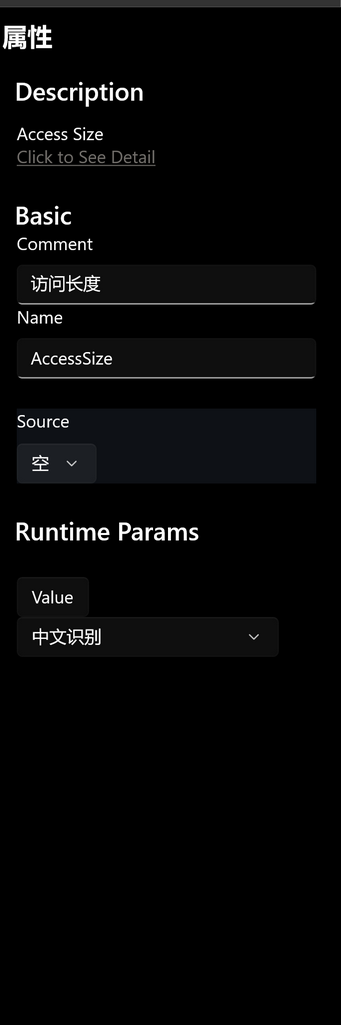 属性
Description
Access Size
Click to See Detail
Basic
Comment
访问长度
Name
AccessSize
Source
空
Runtime Params
Value
中文识别